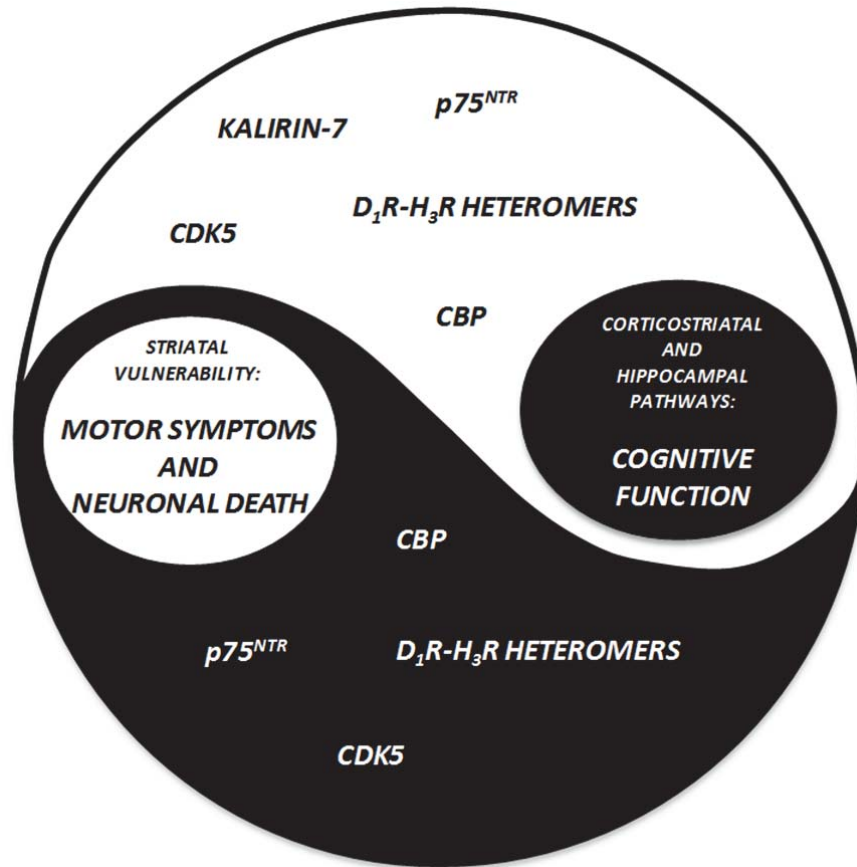 p75NTR
KALIRIN-7
D1R-H3R HETEROMERS
CDK5
CBP
STRIATAL
VULNERABILITY:
MOTOR SYMPTOMS
AND
NEURONAL DEATH
CORTICOSTRIATAL
AND
HIPPOCAMPAL
PATHWAYS:
COGNITIVE
FUNCTION
CBP
p75NTR
D1R-H3R HETEROMERS
CDK5